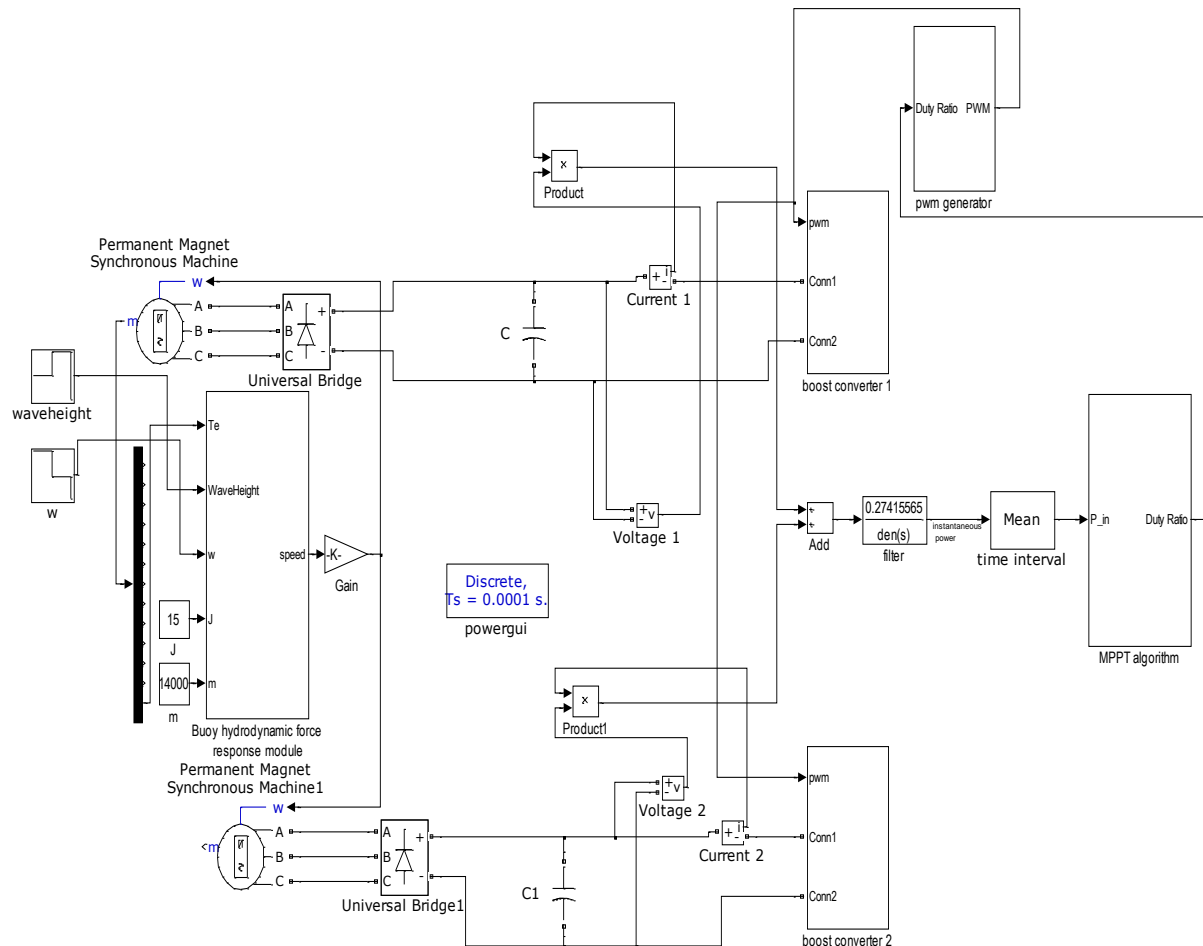 Duty Ratio PWM
pwm generator
x
Product
pwm
Conn1
Conn2
boost converter 1
Permanent Magnet
Synchronous Machine
w
m
A
B
C
A
B
C
+
-
Universal Bridge
C
+
-
i
Current 1
+
-
v
Voltage 1
waveheight
w
Te
WaveHeight
w
J
m
speed
Buoy hydrodynamic force
response module
15
J
14000
m
-K-
Gain
Discrete,
Ts = 0.0001 s.
powergui
Add
0.27415565
den(s)
filter
instantaneous
power
Mean
time interval
P_in Duty Ratio
MPPT algorithm
x
Product1
+
-
v
Voltage 2
+
-
i
Current 2
pwm
Conn1
Conn2
boost converter 2
Permanent Magnet
Synchronous Machine1
w
<m
A
B
C
A
B
C
+
-
Universal Bridge1
C1